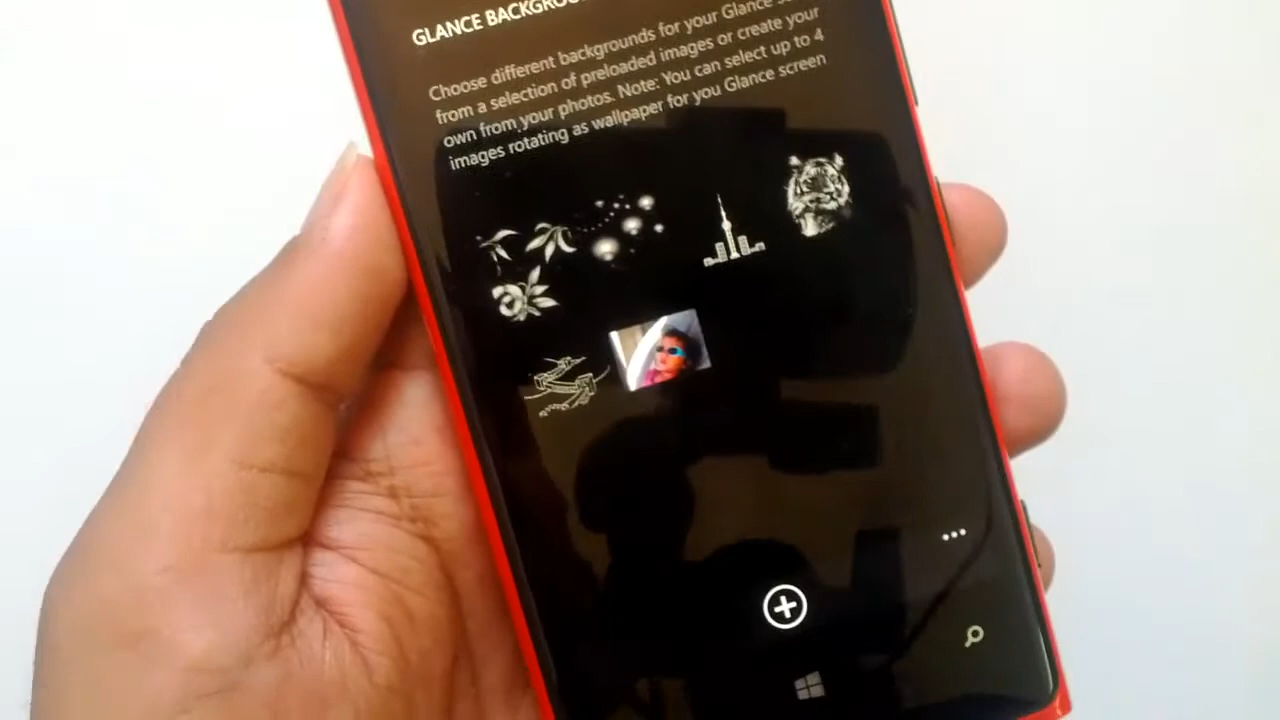 GLANCE
Choose different backgrounds for your Glance
from a selection of preloaded images or create your
own from your photos. Note: You can select up to 4
images rotating as wallpaper for you Glance screen